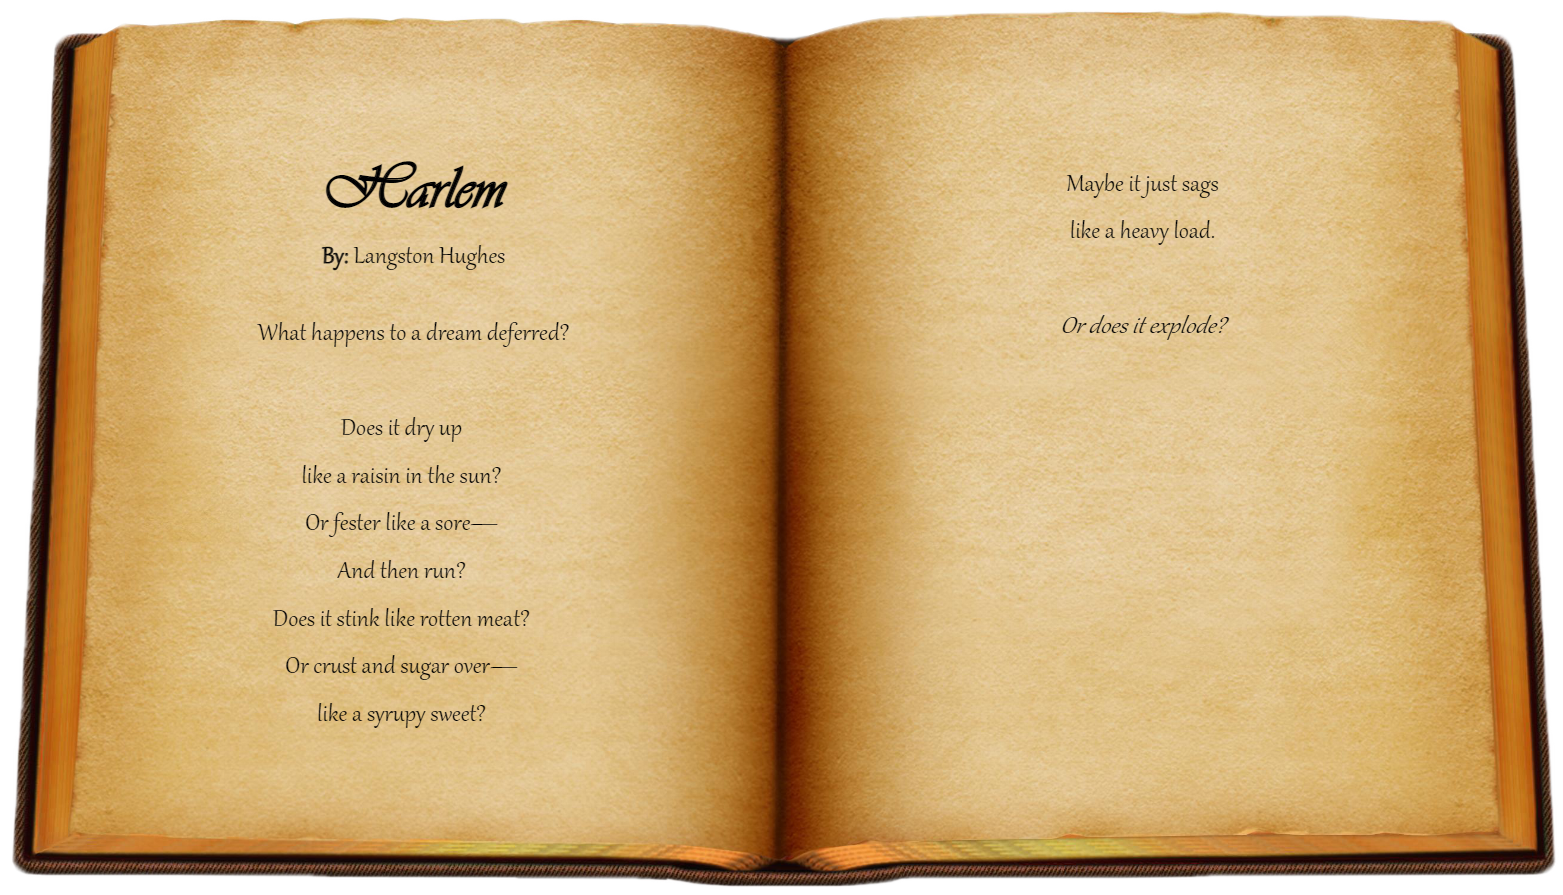 Harlem
By: Langston Hughes
What happens to a dream deferred?
Does it dry up
like a raisin in the sun?
Or fester like a sore—
And then run?
Does it stink like rotten meat?
Or crust and sugar over—
like a syrupy sweet?
Maybe it just sags
like a heavy load.
Or does it explode?